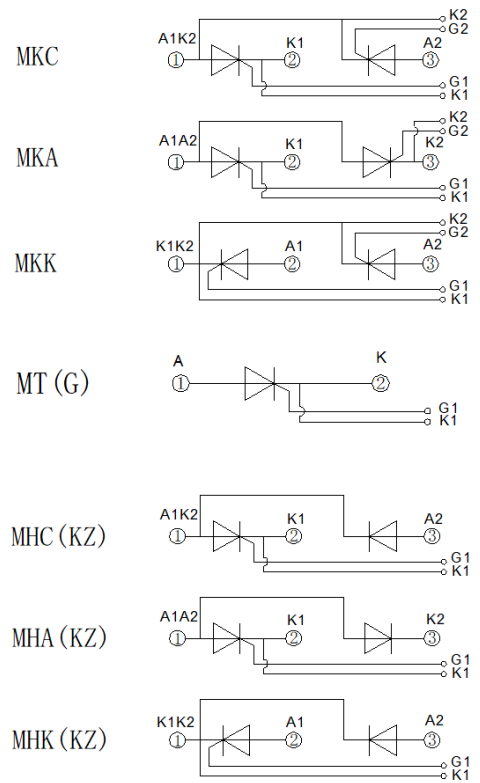 MKC
A1K2 K1 A2 K2
G2
① ② ③
G1
K1
MKA
A1A2 K1 K2 K2
G2
① ② ③
G1
K1
MKK
K1K2 A1 A2 K2
G2
① ② ③
G1
K1
MT(G)
A K
① ②
G1
K1
MHC(KZ)
A1K2 K1 A2
① ② ③
G1
K1
MHA(KZ)
A1A2 K1 K2
① ② ③
G1
K1
MHK(KZ)
K1K2 A1 A2
① ② ③
G1
K1